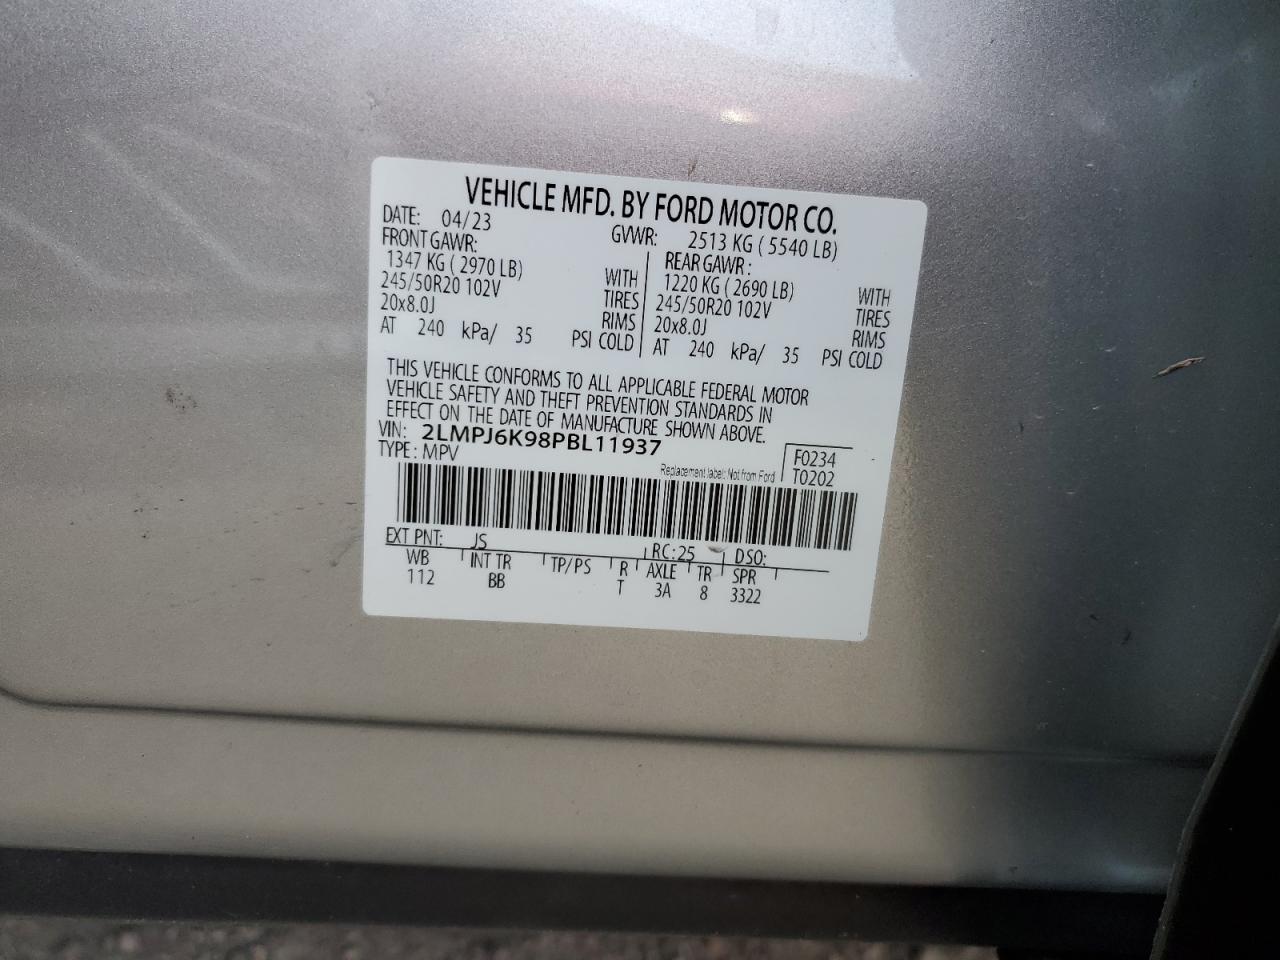 VEHICLE MFD. BY FORD MOTOR CO.
DATE: 04/23 GVWR: 2513 KG ( 5540 LB)
FRONT GAWR: REAR GAWR :
1347 KG ( 2970 LB) WITH 1220 KG ( 2690 LB) WITH
245/50R20 102V TIRES 245/50R20 102V TIRES
20x8.0J RIMS 20x8.0J RIMS
AT 240 kPa/ 35 PSI COLD AT 240 kPa/ 35 PSI COLD
THIS VEHICLE CONFORMS TO ALL APPLICABLE FEDERAL MOTOR
VEHICLE SAFETY AND THEFT PREVENTION STANDARDS IN
EFFECT ON THE DATE OF MANUFACTURE SHOWN ABOVE.
VIN: 2LMPJ6K98PBL11937
TYPE : MPV
Replacement label: Not from Ford
F0234
T0202
EXT PNT: JS RC: 25 DSO:
WB INT TR TP/PS R AXLE TR SPR
112 BB T 3A 8 3322